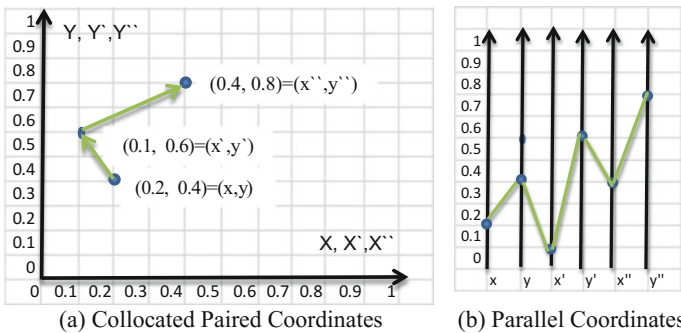 Y, Y`,Y``
1
0.9
0.8
0.7
0.6
0.5
0.4
0.3
0.2
0.1
0
(0.4, 0.8)=(x``,y``)
(0.1, 0.6)=(x`,y`)
(0.2, 0.4)=(x,y)
X, X`,X``
0 0.1 0.2 0.3 0.4 0.5 0.6 0.7 0.8 0.9 1
(a) Collocated Paired Coordinates
1
0.9
0.8
0.7
0.6
0.5
0.4
0.3
0.2
0.1
0
x y x' y' x'' y''
(b) Parallel Coordinates